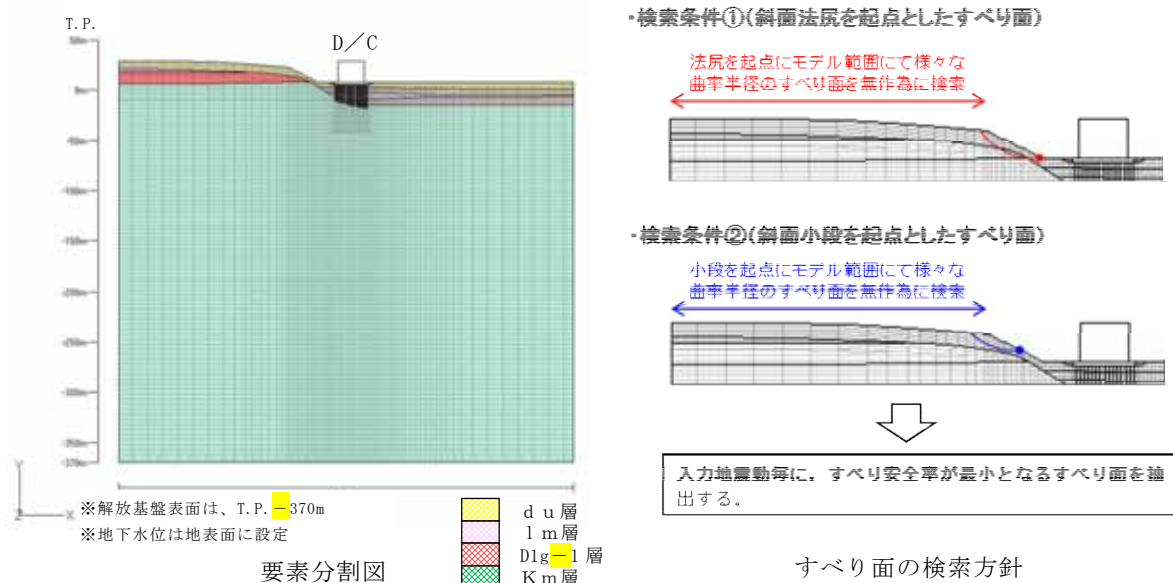 T.P.
50m
0m
-50m
-100m
-150m
-200m
-250m
-300m
-350m
-370m
D／C
Y
Z
X
※解放基盤表面は、T.P.－370m
※地下水位は地表面に設定
ｄｕ層
ｌｍ層
D1g－1 層
Ｋｍ層
要素分割図
・検索条件①(斜面法尻を起点としたすべり面)
法尻を起点にモデル範囲にて様々な
曲率半径のすべり面を無作為に検索
・検索条件②(斜面小段を起点としたすべり面)
小段を起点にモデル範囲にて様々な
曲率半径のすべり面を無作為に検索
入力地震動毎に，すべり安全率が最小となるすべり面を抽
出する。
すべり面の検索方針